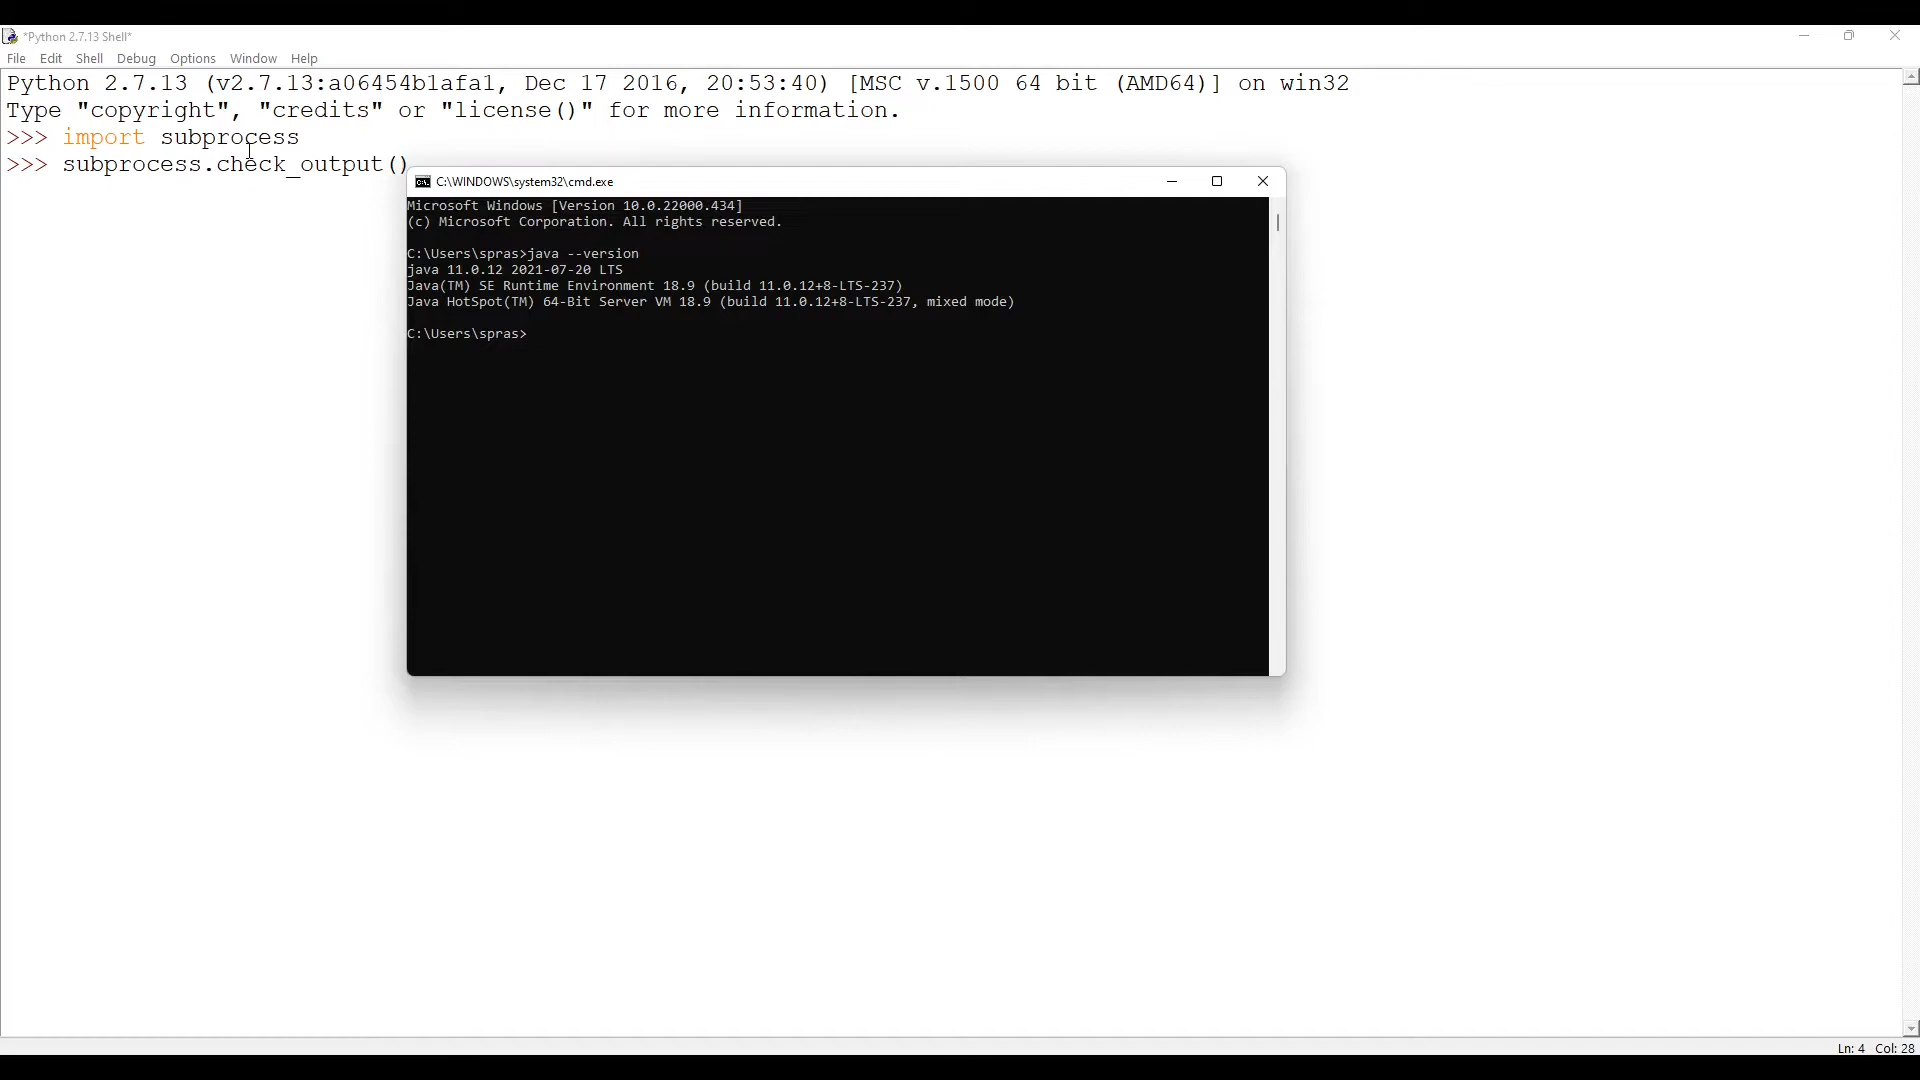 *Python 2.7.13 Shell*
File Edit Shell Debug Options Window Help
Python 2.7.13 (v2.7.13:a06454b1afa1, Dec 17 2016, 20:53:40) [MSC v.1500 64 bit (AMD64)] on win32
Type "copyright", "credits" or "license()" for more information.
>>> import subprocess
>>> subprocess.check_output()
C:\WINDOWS\system32\cmd.exe
Microsoft Windows [Version 10.0.22000.434]
(c) Microsoft Corporation. All rights reserved.
C:\Users\spras>java --version
java 11.0.12 2021-07-20 LTS
Java(TM) SE Runtime Environment 18.9 (build 11.0.12+8-LTS-237)
Java HotSpot(TM) 64-Bit Server VM 18.9 (build 11.0.12+8-LTS-237, mixed mode)
C:\Users\spras>
Ln: 4 Col: 28